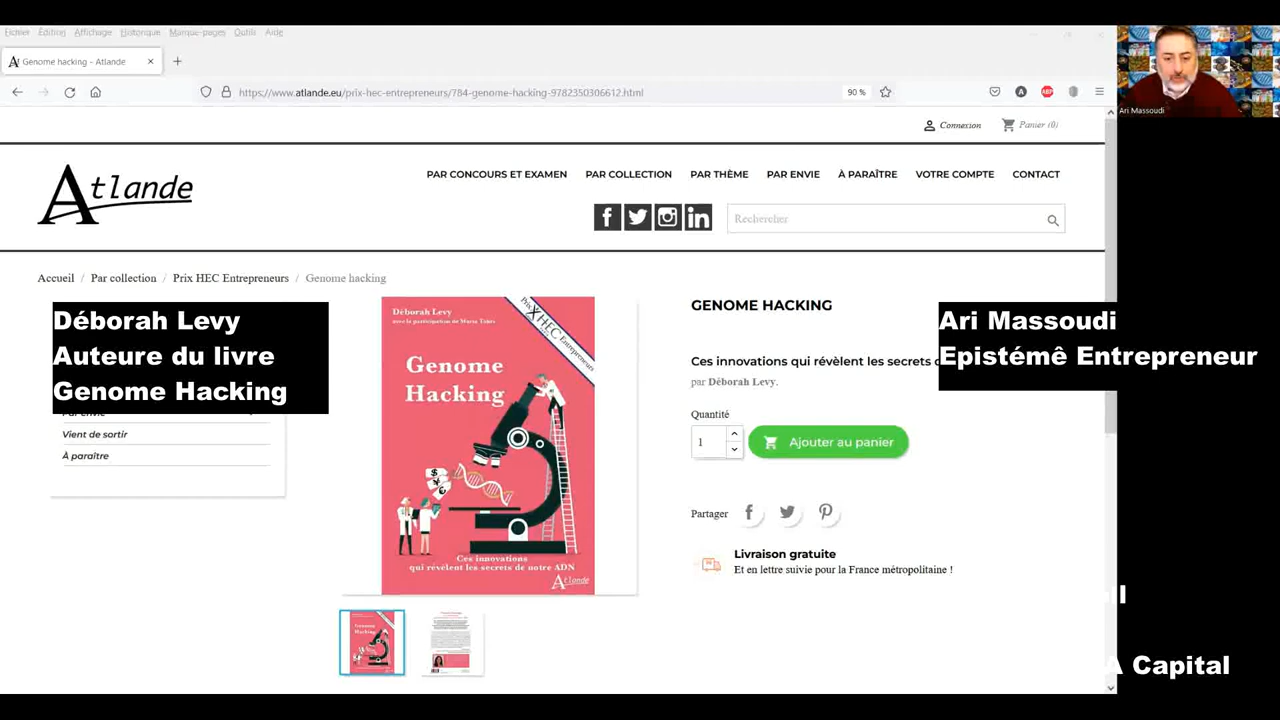 Fichier Edition Affichage Historique Marque-pages Outils Aide
Genome hacking - Atlande
https://www.atlande.eu/prix-hec-entrepreneurs/784-genome-hacking-9782350306612.html
90 %
ABP
Ari Massoudi
Connexion
Panier (0)
Atlande
PAR CONCOURS ET EXAMEN PAR COLLECTION PAR THÈME PAR ENVIE À PARAÎTRE VOTRE COMPTE CONTACT
Rechercher
Accueil / Par collection / Prix HEC Entrepreneurs / Genome hacking
Déborah Levy
Auteure du livre
Genome Hacking
Par envie
Vient de sortir
À paraître
Déborah Levy
Prix HEC Entrepreneurs
Genome
Hacking
Ces innovations
qui révèlent les secrets de notre ADN
Atlande
GENOME HACKING
Ces innovations qui révèlent les secrets
par Déborah Levy.
Quantité
1
Ajouter au panier
Partager
Livraison gratuite
Et en lettre suivie pour la France métropolitaine !
Ari Massoudi
Epistémê Entrepreneur
A Capital